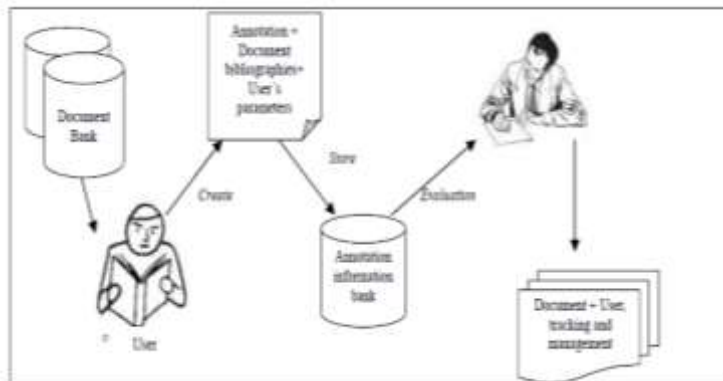 Document
Bank
Annotation +
Document
bibliographies+
User's
parameters
Create
Store
Evaluation
User
Annotation
information
bank
Document + User,
tracking and
management